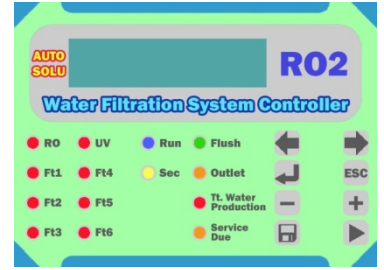 AUTO
SOLU
RO2
Water Filtration System Controller
RO UV Run Flush
Ft1 Ft4 Sec Outlet ESC
Ft2 Ft5 Tt. Water
Production
Ft3 Ft6 Service
Due